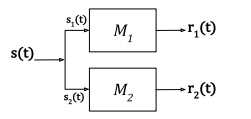 s₁(t)
M₁
r₁(t)
s(t)
s₂(t)
M₂
r₂(t)